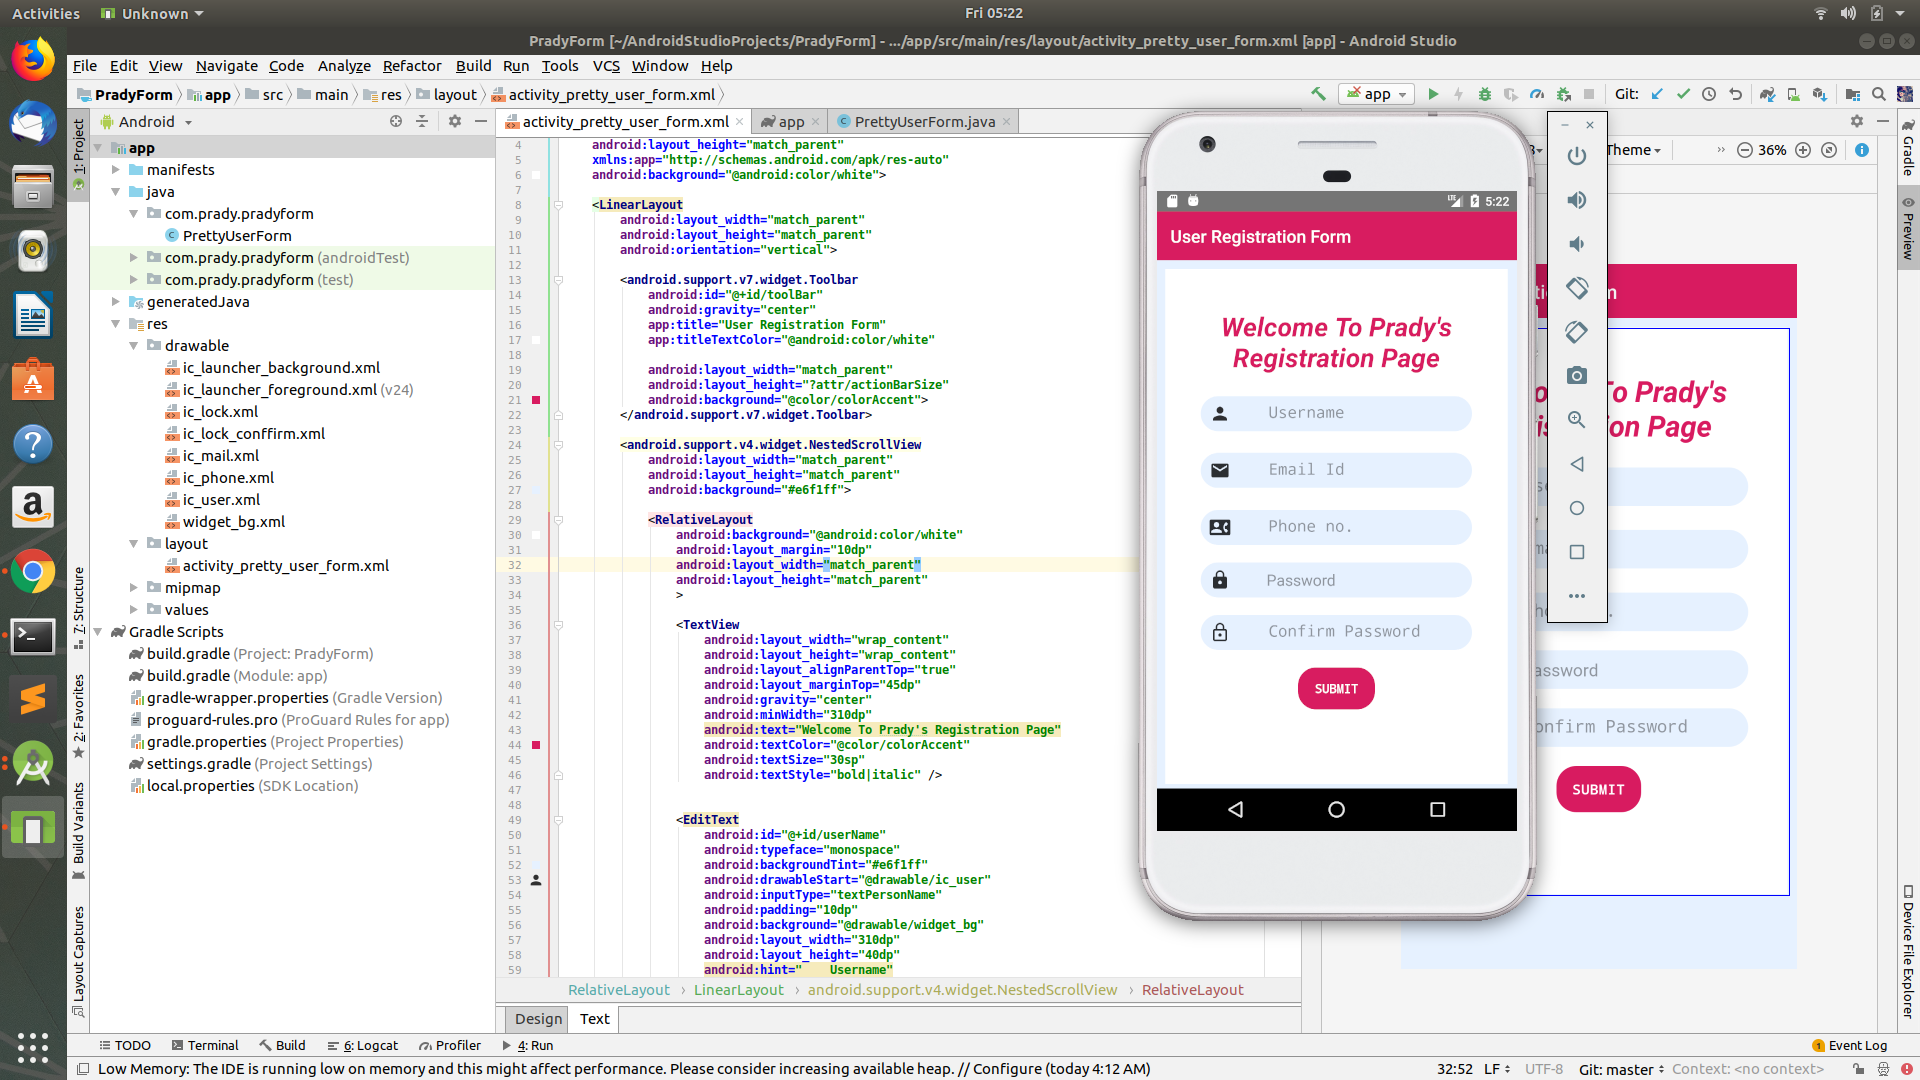 Activities
Unknown
Fri 05:22
PradyForm [~/AndroidStudioProjects/PradyForm] - .../app/src/main/res/layout/activity_pretty_user_form.xml [app] - Android Studio
File Edit View Navigate Code Analyze Refactor Build Run Tools VCS Window Help
PradyForm app src main res layout activity_pretty_user_form.xml
app
Git:
Android
activity_pretty_user_form.xml
app
PrettyUserForm.java
1: Project
7: Structure
2: Favorites
Build Variants
Layout Captures
app
manifests
java
com.prady.pradyform
PrettyUserForm
com.prady.pradyform (androidTest)
com.prady.pradyform (test)
generatedJava
res
drawable
ic_launcher_background.xml
ic_launcher_foreground.xml (v24)
ic_lock.xml
ic_lock_conffirm.xml
ic_mail.xml
ic_phone.xml
ic_user.xml
widget_bg.xml
layout
activity_pretty_user_form.xml
mipmap
values
Gradle Scripts
build.gradle (Project: PradyForm)
build.gradle (Module: app)
gradle-wrapper.properties (Gradle Version)
proguard-rules.pro (ProGuard Rules for app)
gradle.properties (Project Properties)
settings.gradle (Project Settings)
local.properties (SDK Location)
4 android:layout_height="match_parent"
5 xmlns:app="http://schemas.android.com/apk/res-auto"
6 android:background="@android:color/white">
7
8 <LinearLayout
9 android:layout_width="match_parent"
10 android:layout_height="match_parent"
11 android:orientation="vertical">
12
13 <android.support.v7.widget.Toolbar
14 android:id="@+id/toolBar"
15 android:gravity="center"
16 app:title="User Registration Form"
17 app:titleTextColor="@android:color/white"
18
19 android:layout_width="match_parent"
20 android:layout_height="?attr/actionBarSize"
21 android:background="@color/colorAccent">
22 </android.support.v7.widget.Toolbar>
23
24 <android.support.v4.widget.NestedScrollView
25 android:layout_width="match_parent"
26 android:layout_height="match_parent"
27 android:background="#e6f1ff">
28
29 <RelativeLayout
30 android:background="@android:color/white"
31 android:layout_margin="10dp"
32 android:layout_width="match_parent"
33 android:layout_height="match_parent"
34 >
35
36 <TextView
37 android:layout_width="wrap_content"
38 android:layout_height="wrap_content"
39 android:layout_alignParentTop="true"
40 android:layout_marginTop="45dp"
41 android:gravity="center"
42 android:minWidth="310dp"
43 android:text="Welcome To Prady's Registration Page"
44 android:textColor="@color/colorAccent"
45 android:textSize="30sp"
46 android:textStyle="bold|italic" />
47
48
49 <EditText
50 android:id="@+id/userName"
51 android:typeface="monospace"
52 android:backgroundTint="#e6f1ff"
53 android:drawableStart="@drawable/ic_user"
54 android:inputType="textPersonName"
55 android:padding="10dp"
56 android:background="@drawable/widget_bg"
57 android:layout_width="310dp"
58 android:layout_height="40dp"
59 android:hint="    Username"
RelativeLayout › LinearLayout › android.support.v4.widget.NestedScrollView › RelativeLayout
Design Text
LTE 5:22
User Registration Form
Welcome To Prady's
Registration Page
Username
Email Id
Phone no.
Password
Confirm Password
SUBMIT
Theme
36%
m
To Prady's
on Page
assword
onfirm Password
SUBMIT
Gradle
Preview
Device File Explorer
TODO Terminal Build 6: Logcat Profiler 4: Run
1 Event Log
Low Memory: The IDE is running low on memory and this might affect performance. Please consider increasing available heap. // Configure (today 4:12 AM)
32:52 LF UTF-8 Git: master Context: <no context>